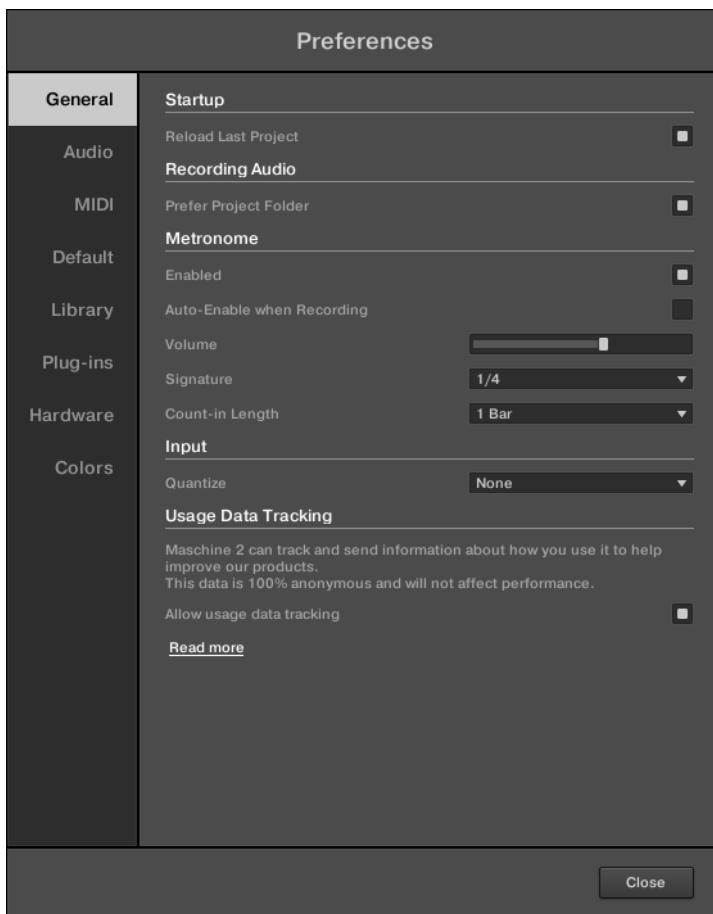 Preferences
General
Audio
MIDI
Default
Library
Plug-ins
Hardware
Colors
Startup
Reload Last Project
Recording Audio
Prefer Project Folder
Metronome
Enabled
Auto-Enable when Recording
Volume
Signature 1/4
Count-in Length 1 Bar
Input
Quantize None
Usage Data Tracking
Maschine 2 can track and send information about how you use it to help
improve our products.
This data is 100% anonymous and will not affect performance.
Allow usage data tracking
Read more
Close